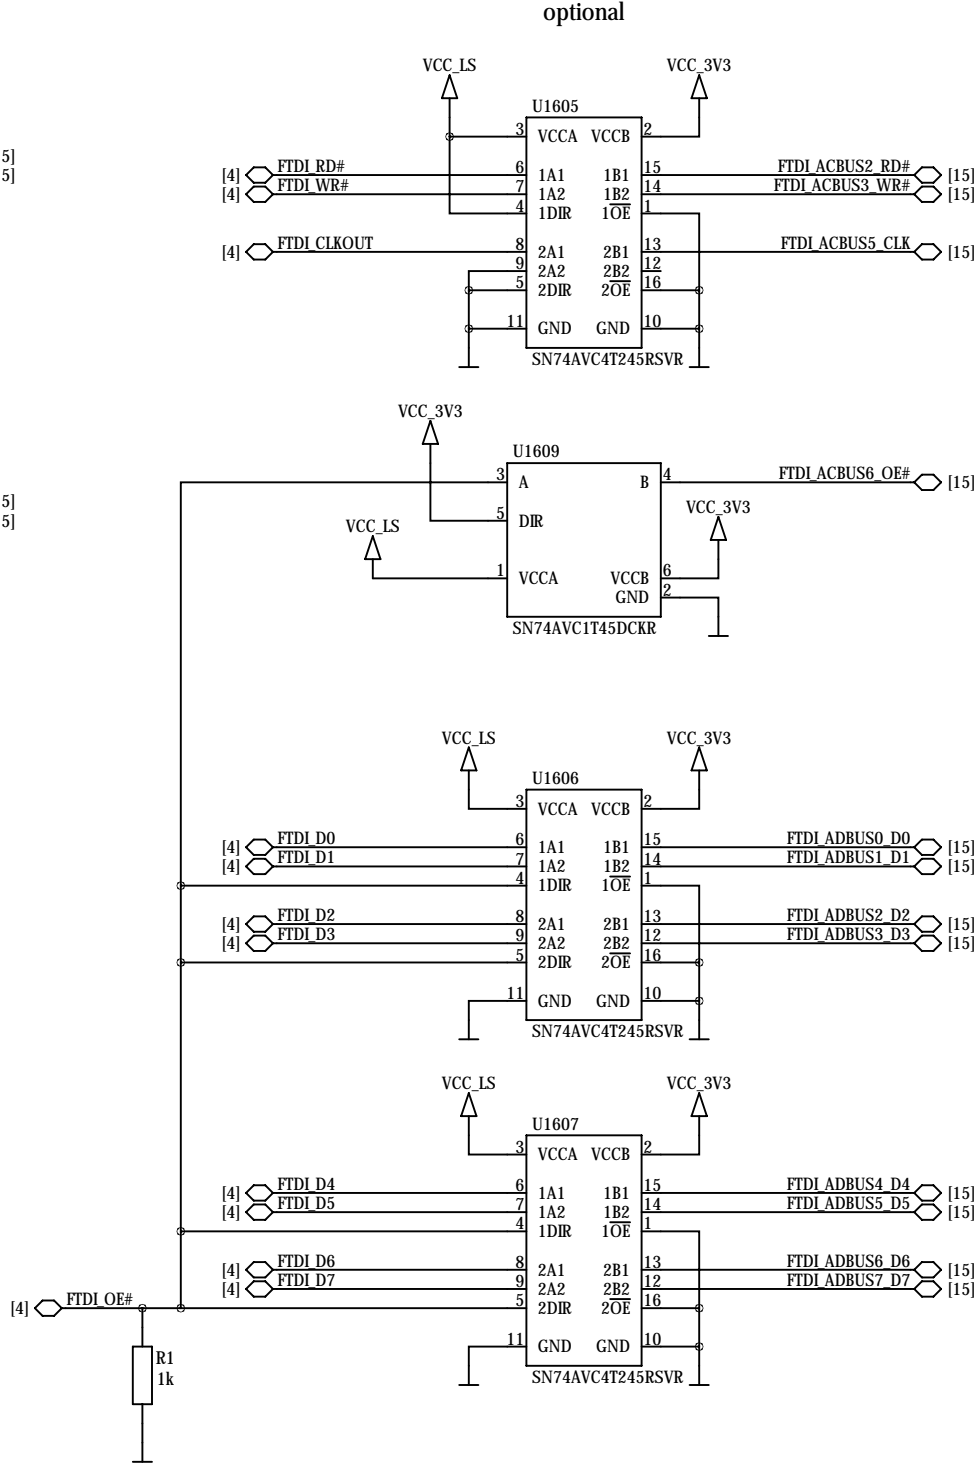 optional
VCC_LS VCC_3V3
U1605
3 VCCA VCCB 2
5]
5]
[4] FTDI_RD# 6 1A1 1B1 15 FTDI_ACBUS2_RD# [15]
[4] FTDI_WR# 7 1A2 1B2 14 FTDI_ACBUS3_WR# [15]
4 1DIR 1OE 1
[4] FTDI_CLKOUT 8 2A1 2B1 13 FTDI_ACBUS5_CLK [15]
9 2A2 2B2 12
5 2DIR 2OE 16
11 GND GND 10
SN74AVC4T245RSVR
VCC_3V3
U1609
3 A B 4 FTDI_ACBUS6_OE# [15]
5]
5]
5 DIR VCC_3V3
VCC_LS
1 VCCA VCCB 6
GND 2
SN74AVC1T45DCKR
VCC_LS VCC_3V3
U1606
3 VCCA VCCB 2
[4] FTDI_D0 6 1A1 1B1 15 FTDI_ADBUS0_D0 [15]
[4] FTDI_D1 7 1A2 1B2 14 FTDI_ADBUS1_D1 [15]
4 1DIR 1OE 1
[4] FTDI_D2 8 2A1 2B1 13 FTDI_ADBUS2_D2 [15]
[4] FTDI_D3 9 2A2 2B2 12 FTDI_ADBUS3_D3 [15]
5 2DIR 2OE 16
11 GND GND 10
SN74AVC4T245RSVR
VCC_LS VCC_3V3
U1607
3 VCCA VCCB 2
[4] FTDI_D4 6 1A1 1B1 15 FTDI_ADBUS4_D4 [15]
[4] FTDI_D5 7 1A2 1B2 14 FTDI_ADBUS5_D5 [15]
4 1DIR 1OE 1
[4] FTDI_D6 8 2A1 2B1 13 FTDI_ADBUS6_D6 [15]
[4] FTDI_D7 9 2A2 2B2 12 FTDI_ADBUS7_D7 [15]
[4] FTDI_OE# 5 2DIR 2OE 16
11 GND GND 10
SN74AVC4T245RSVR
R1
1k